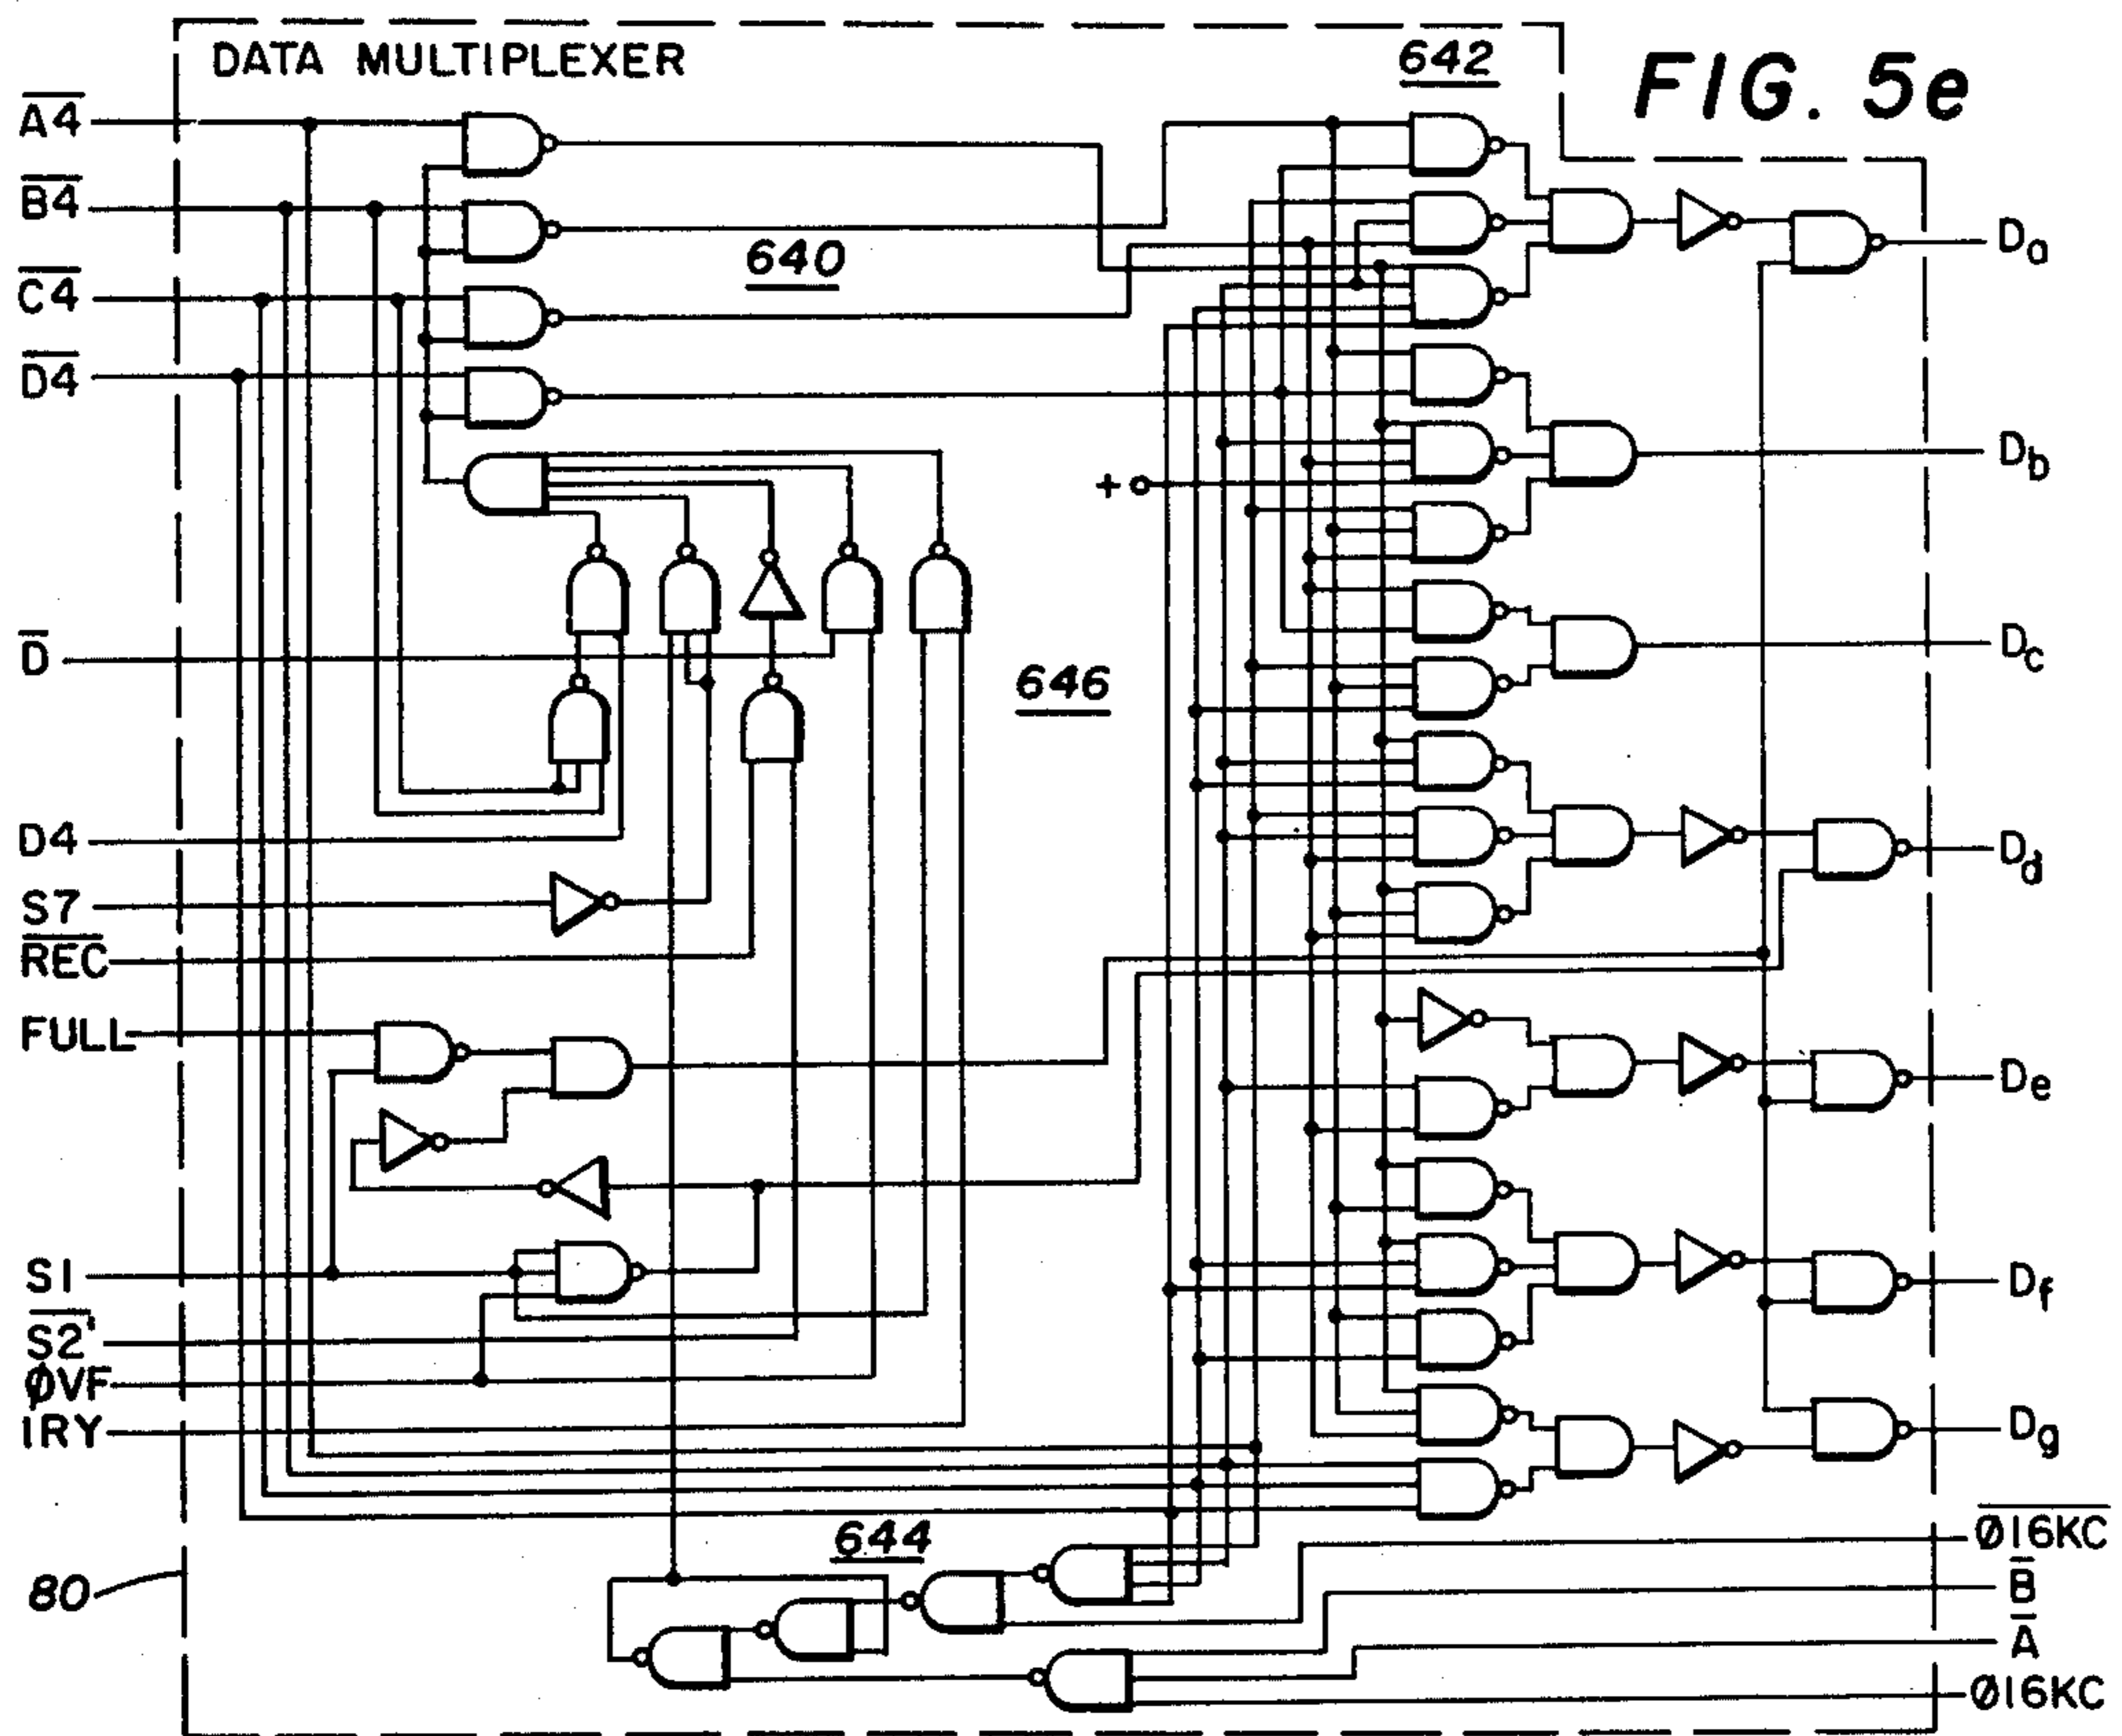 DATA MULTIPLEXER
642
FIG. 5e
A4
B4
C4
D4
640
Da
Db
+
Dc
D
646
D4
S7
REC
Dd
FULL
De
S1
S2'
ØVF
1RY
Df
Dg
644
Ø16KC
B
A
Ø16KC
80